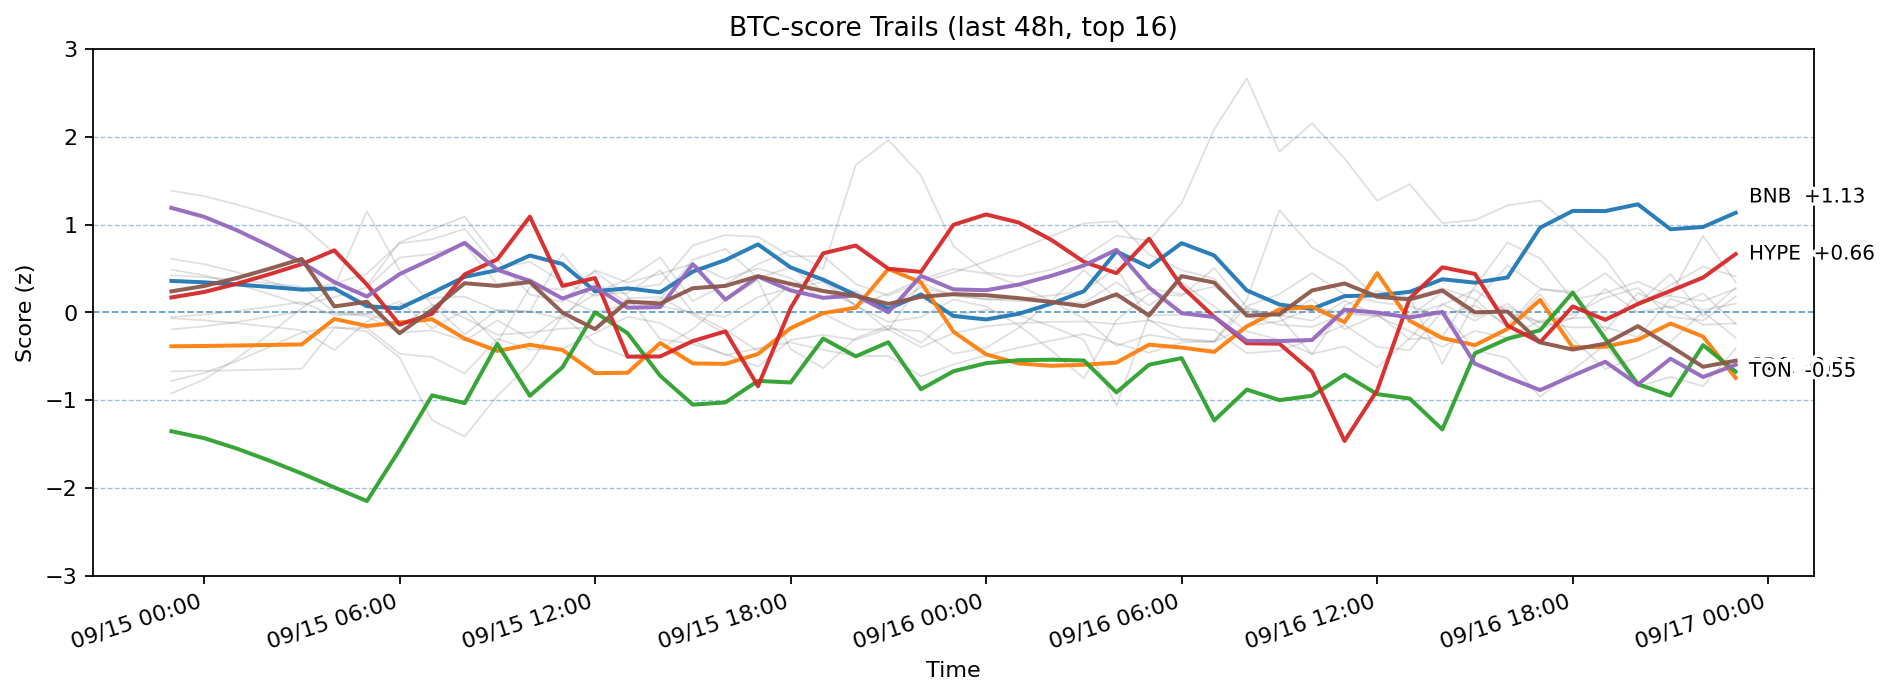 BTC-score Trails (last 48h, top 16)
3
2
1
0
−1
−2
−3
Score (z)
BNB +1.13
HYPE +0.66
TON -0.55
09/15 00:00
09/15 06:00
09/15 12:00
09/15 18:00
09/16 00:00
09/16 06:00
09/16 12:00
09/16 18:00
09/17 00:00
Time